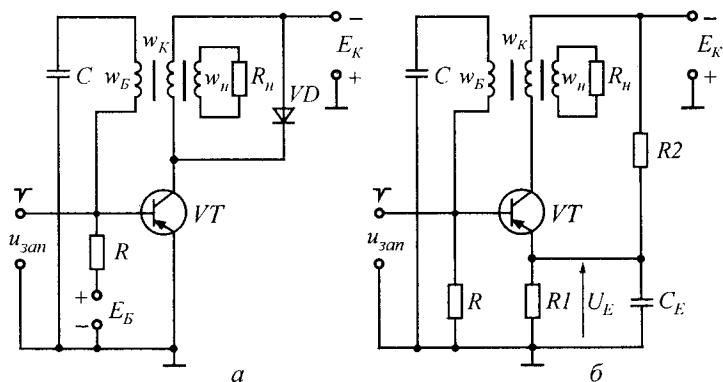 − E_К +
C w_Б w_К w_н R_н VD
VT
u_зап
R
+ E_Б −
а
− E_К +
C w_Б w_К w_н R_н
R2
VT
u_зап
R R1 U_E C_E
б